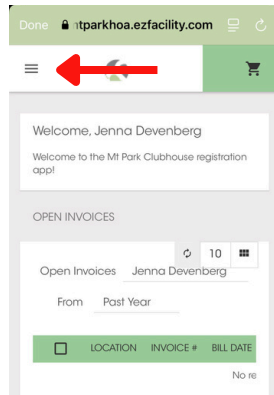 Done ntparkhoa.ezfacility.com
Welcome, Jenna Devenberg
Welcome to the Mt Park Clubhouse registration
app!
OPEN INVOICES
10
Open Invoices Jenna Devenberg
From Past Year
LOCATION INVOICE # BILL DATE
No re